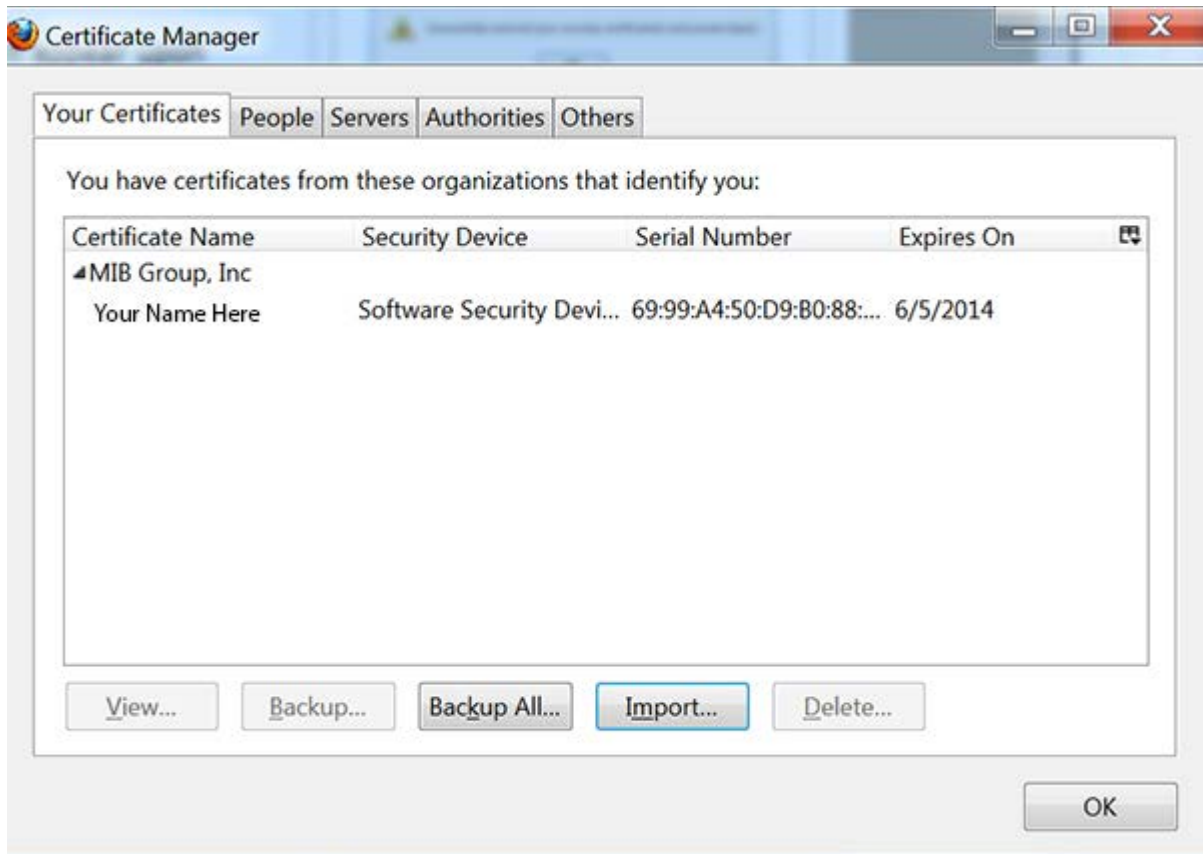 Certificate Manager
Your Certificates People Servers Authorities Others
You have certificates from these organizations that identify you:
Certificate Name Security Device Serial Number Expires On
MIB Group, Inc
Your Name Here Software Security Devi... 69:99:A4:50:D9:B0:88:... 6/5/2014
View... Backup... Backup All... Import... Delete...
OK